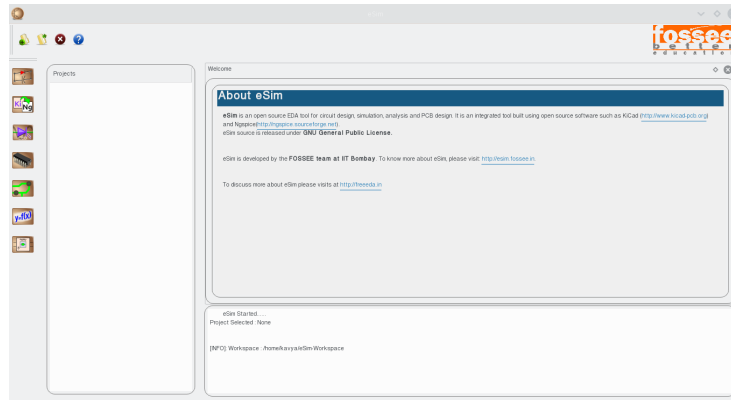 fossee
better
education
Projects
Welcome
Ki
Ng
y=f(x)
About eSim
eSim is an open source EDA tool for circuit design, simulation, analysis and PCB design. It is an integrated tool built using open source software such as KiCad (http://www.kicad-pcb.org)
and Ngspice(http://ngspice.sourceforge.net).
eSim source is released under GNU General Public License.
eSim is developed by the FOSSEE team at IIT Bombay. To know more about eSim, please visit: http://esim.fossee.in.
To discuss more about eSim please visits at http://freeeda.in
eSim Started......
Project Selected : None
[INFO]: Workspace : /home/kavya/eSim-Workspace